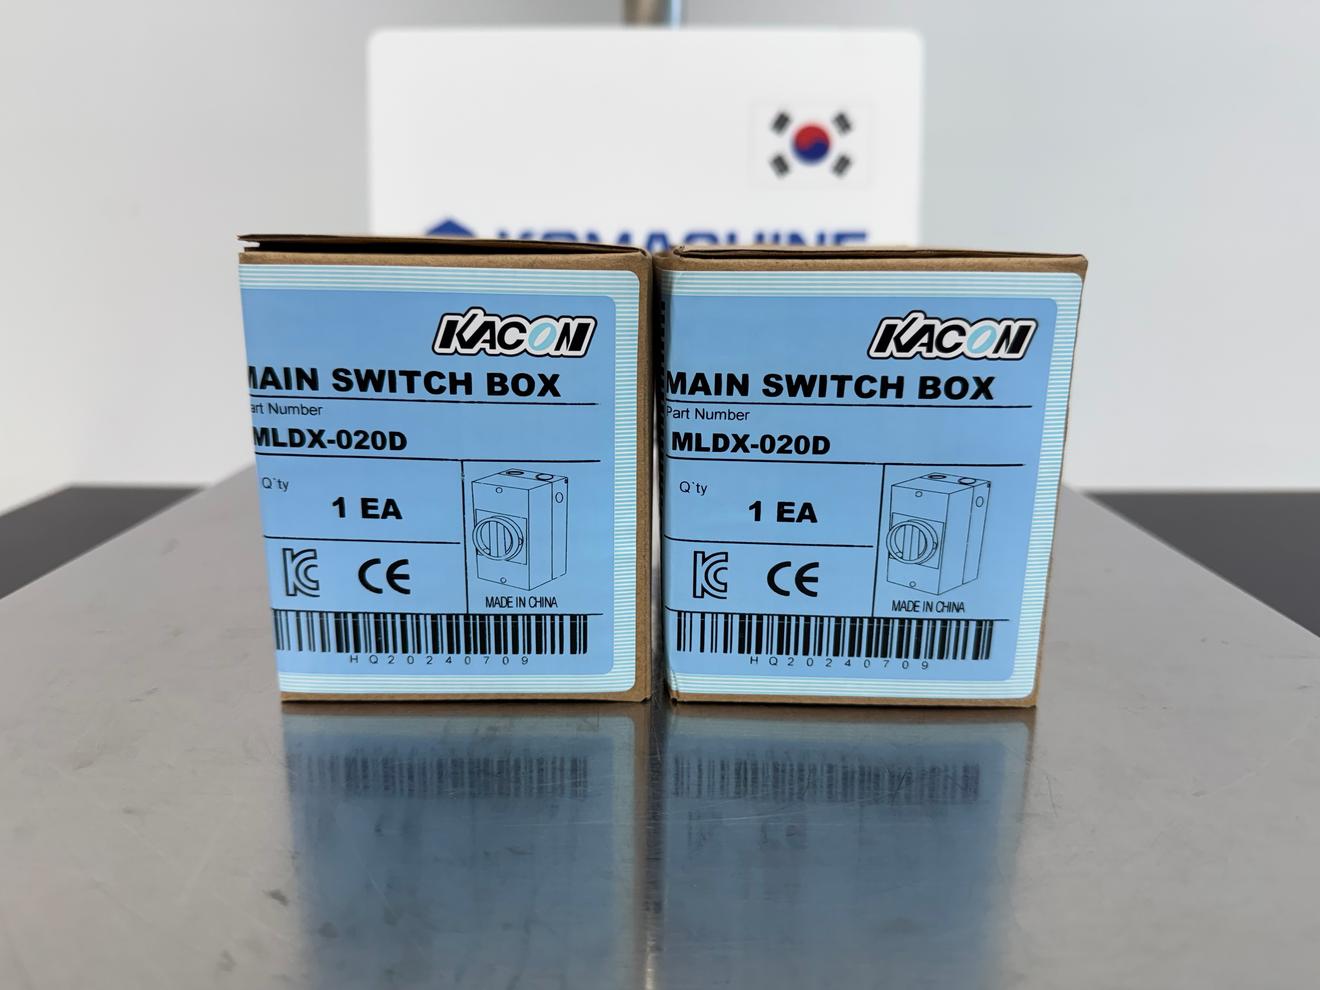 KOMACHINE
KACON
MAIN SWITCH BOX
Part Number
MLDX-020D
Q`ty
1 EA
CE
MADE IN CHINA
HQ20240709
KACON
MAIN SWITCH BOX
Part Number
MLDX-020D
Q`ty
1 EA
CE
MADE IN CHINA
HQ20240709